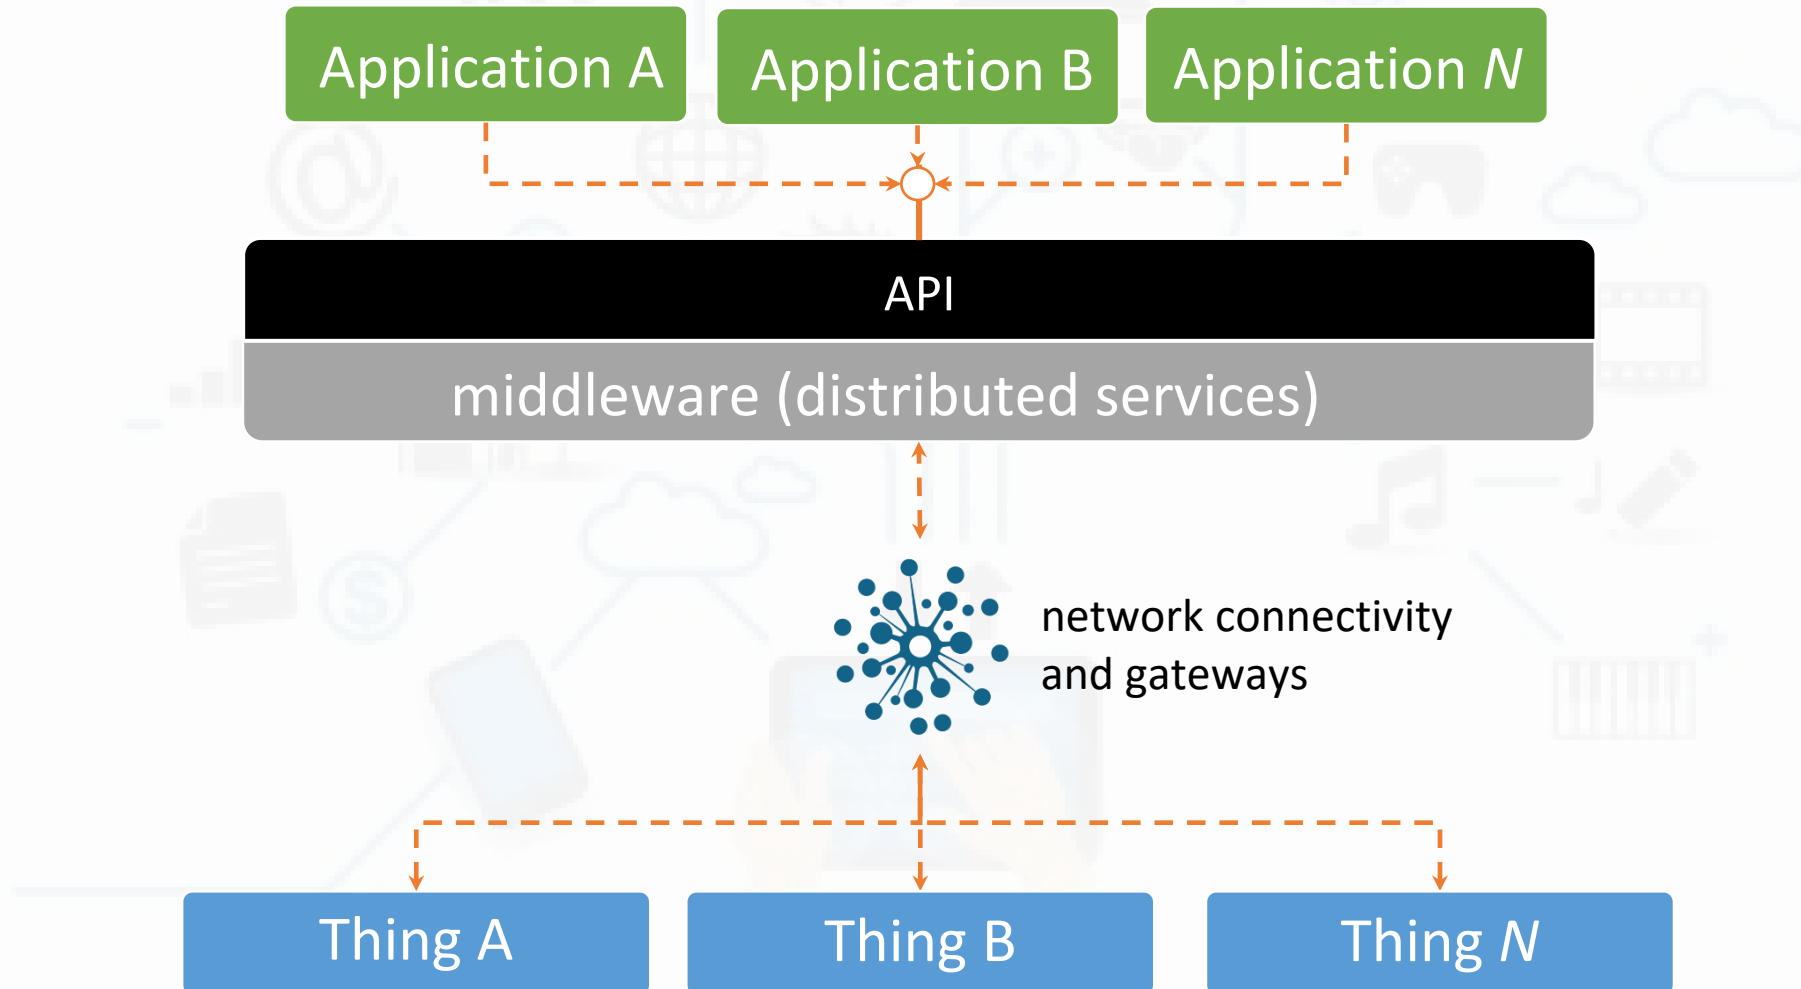 Application A
Application B
Application N
API
middleware (distributed services)
network connectivity
and gateways
Thing A
Thing B
Thing N